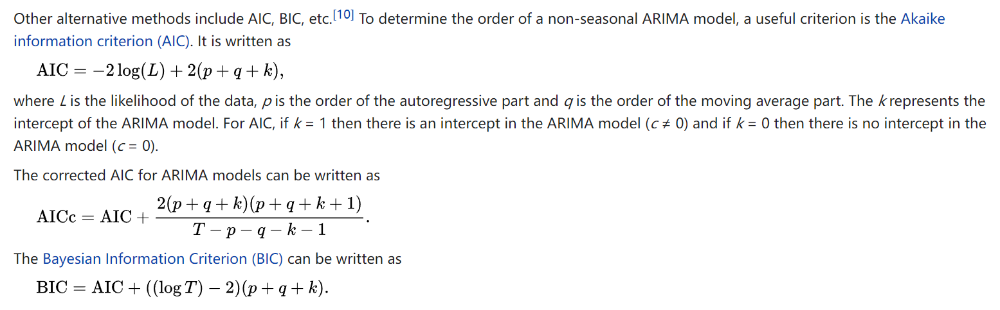 Other alternative methods include AIC, BIC, etc.[10] To determine the order of a non-seasonal ARIMA model, a useful criterion is the Akaike
information criterion (AIC). It is written as
AIC = −2 log(L) + 2(p + q + k),
where L is the likelihood of the data, p is the order of the autoregressive part and q is the order of the moving average part. The k represents the
intercept of the ARIMA model. For AIC, if k = 1 then there is an intercept in the ARIMA model (c ≠ 0) and if k = 0 then there is no intercept in the
ARIMA model (c = 0).
The corrected AIC for ARIMA models can be written as
2(p + q + k)(p + q + k + 1)
AICc = AIC + .
T − p − q − k − 1
The Bayesian Information Criterion (BIC) can be written as
BIC = AIC + ((log T) − 2)(p + q + k).